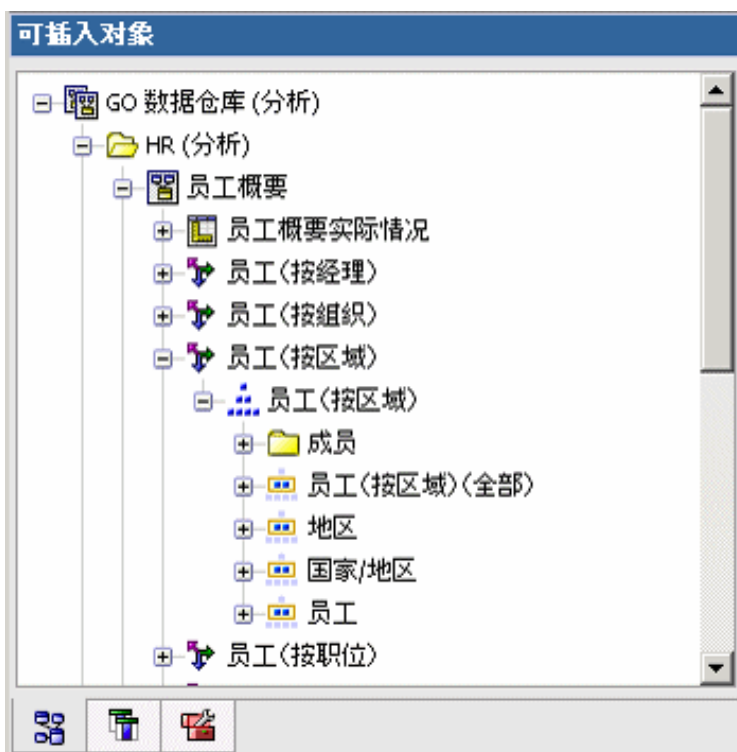 可插入对象
GO 数据仓库 (分析)
HR (分析)
员工概要
员工概要实际情况
员工(按经理)
员工(按组织)
员工(按区域)
员工(按区域)
成员
员工(按区域)(全部)
地区
国家/地区
员工
员工(按职位)